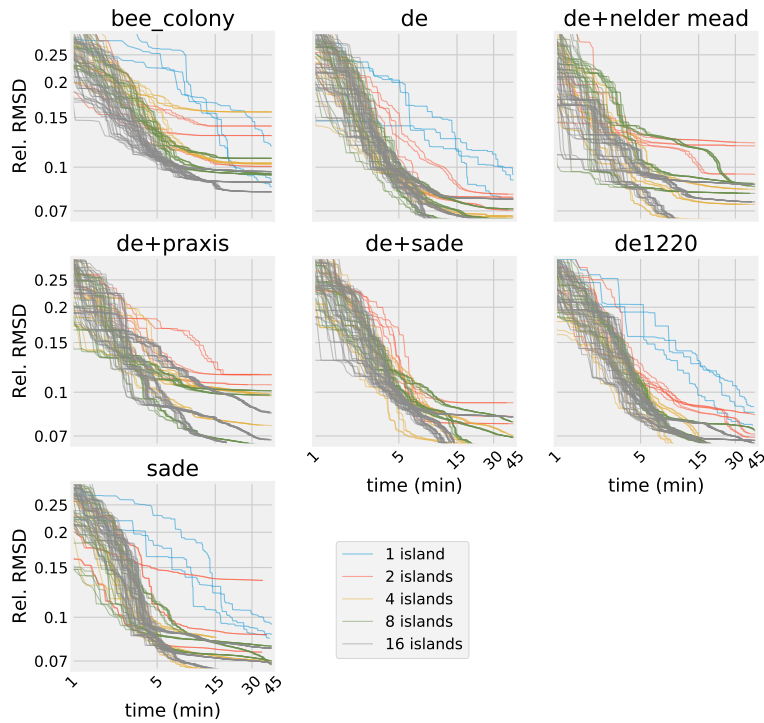 bee_colony de de+nelder mead
0.25
0.2
0.15
0.1
0.07
Rel. RMSD
de+praxis de+sade de1220
0.25
0.2
0.15
0.1
0.07
Rel. RMSD
1 5 15 30 45 1 5 15 30 45
time (min) time (min)
sade
0.25
0.2
0.15
0.1
0.07
Rel. RMSD
1 5 15 30 45
time (min)
1 island
2 islands
4 islands
8 islands
16 islands